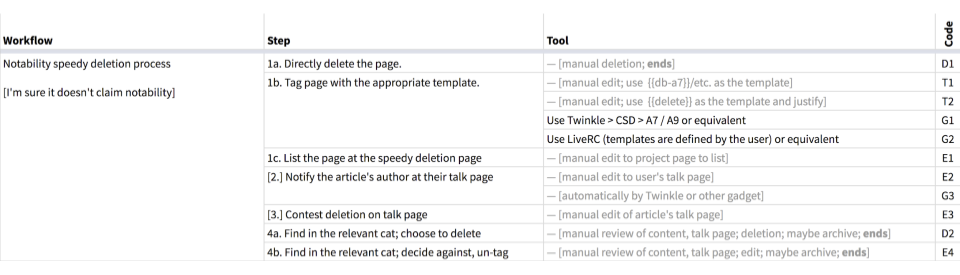 Workflow Step Tool Code
Notability speedy deletion process 1a. Directly delete the page. — [manual deletion; ends] D1
[I'm sure it doesn't claim notability] 1b. Tag page with the appropriate template. — [manual edit; use {{db-a7}}/etc. as the template] T1
— [manual edit; use {{delete}} as the template and justify] T2
Use Twinkle > CSD > A7 / A9 or equivalent G1
Use LiveRC (templates are defined by the user) or equivalent G2
1c. List the page at the speedy deletion page — [manual edit to project page to list] E1
[2.] Notify the article's author at their talk page — [manual edit to user's talk page] E2
— [automatically by Twinkle or other gadget] G3
[3.] Contest deletion on talk page — [manual edit of article's talk page] E3
4a. Find in the relevant cat; choose to delete — [manual review of content, talk page; deletion; maybe archive; ends] D2
4b. Find in the relevant cat; decide against, un-tag — [manual review of content, talk page; edit; maybe archive; ends] E4